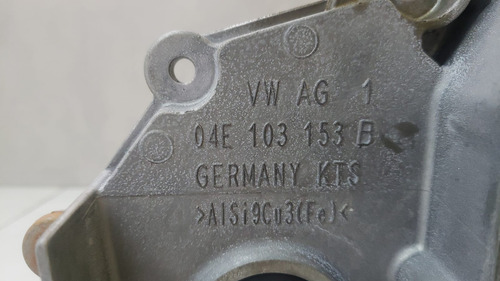 VW AG 1
04E 103 153 B
GERMANY KTS
>AlSi9Cu3(Fe)<